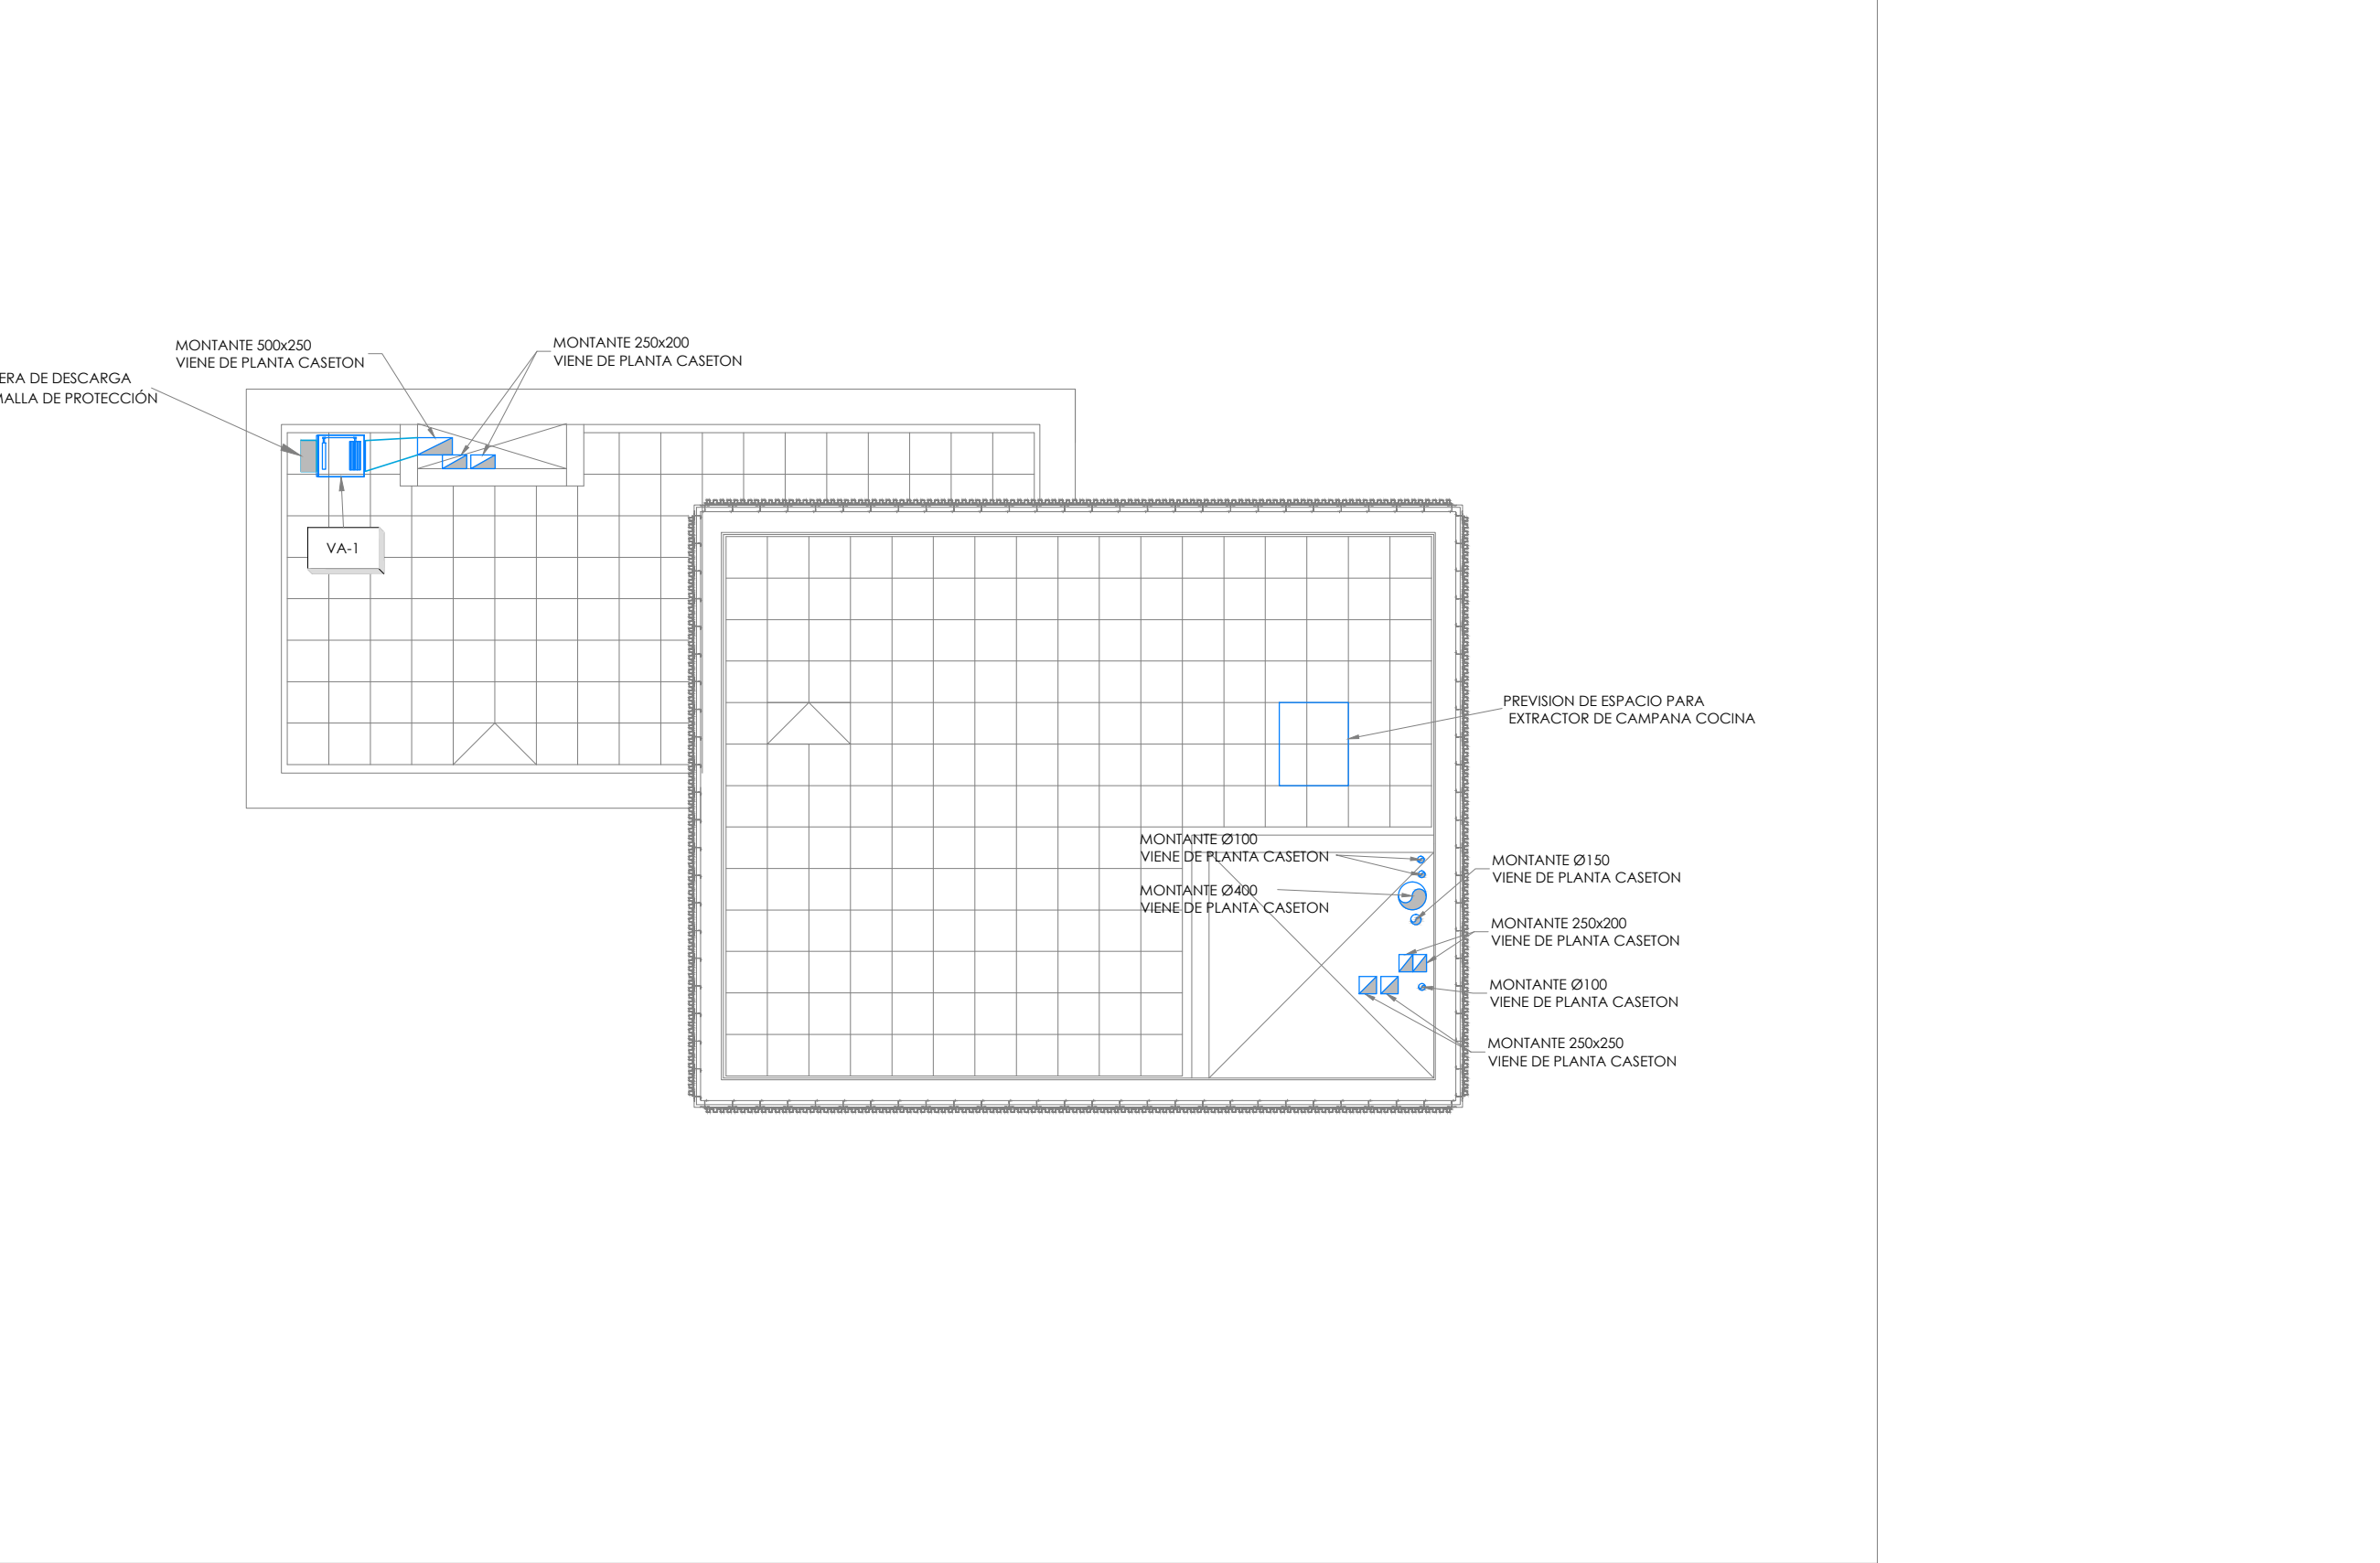 MONTANTE 500x250
VIENE DE PLANTA CASETON
MONTANTE 250x200
VIENE DE PLANTA CASETON
DE DESCARGA
DE PROTECCIÓN
VA-1
PREVISION DE ESPACIO PARA
EXTRACTOR DE CAMPANA COCINA
MONTANTE Ø100
VIENE DE PLANTA CASETON
MONTANTE Ø400
VIENE DE PLANTA CASETON
MONTANTE Ø150
VIENE DE PLANTA CASETON
MONTANTE 250x200
VIENE DE PLANTA CASETON
MONTANTE Ø100
VIENE DE PLANTA CASETON
MONTANTE 250x250
VIENE DE PLANTA CASETON